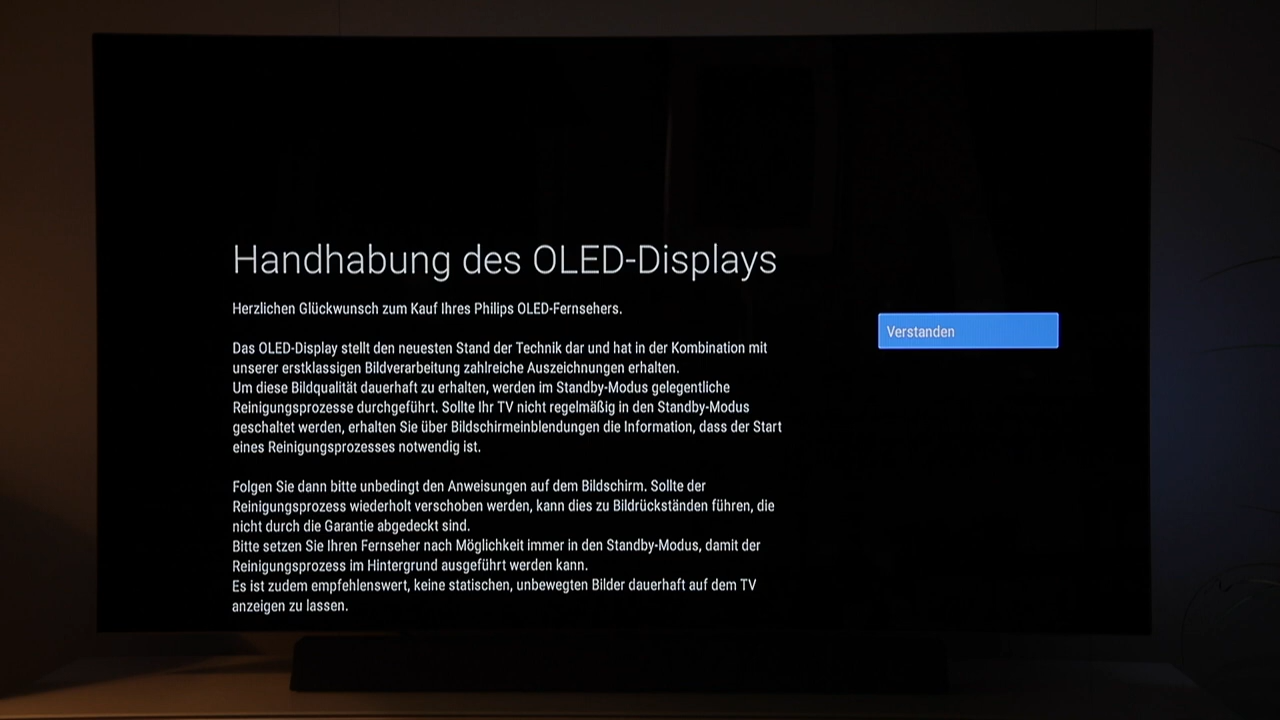 Handhabung des OLED-Displays
Herzlichen Glückwunsch zum Kauf Ihres Philips OLED-Fernsehers.
Verstanden
Das OLED-Display stellt den neuesten Stand der Technik dar und hat in der Kombination mit
unserer erstklassigen Bildverarbeitung zahlreiche Auszeichnungen erhalten.
Um diese Bildqualität dauerhaft zu erhalten, werden im Standby-Modus gelegentliche
Reinigungsprozesse durchgeführt. Sollte Ihr TV nicht regelmäßig in den Standby-Modus
geschaltet werden, erhalten Sie über Bildschirmeinblendungen die Information, dass der Start
eines Reinigungsprozesses notwendig ist.
Folgen Sie dann bitte unbedingt den Anweisungen auf dem Bildschirm. Sollte der
Reinigungsprozess wiederholt verschoben werden, kann dies zu Bildrückständen führen, die
nicht durch die Garantie abgedeckt sind.
Bitte setzen Sie Ihren Fernseher nach Möglichkeit immer in den Standby-Modus, damit der
Reinigungsprozess im Hintergrund ausgeführt werden kann.
Es ist zudem empfehlenswert, keine statischen, unbewegten Bilder dauerhaft auf dem TV
anzeigen zu lassen.